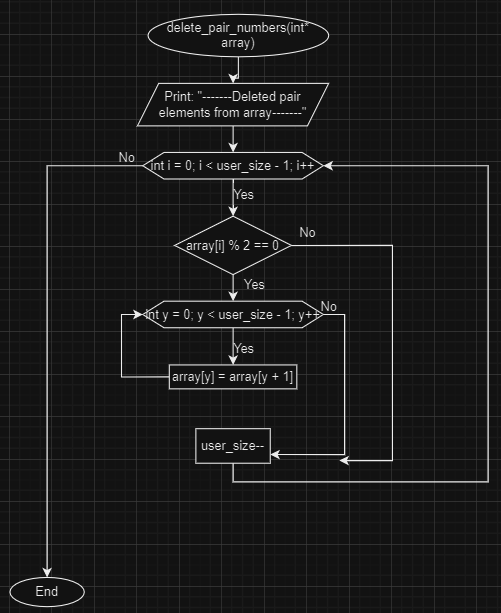 delete_pair_numbers(int*
array)
Print: "-------Deleted pair
elements from array-------"
No
int i = 0; i < user_size - 1; i++
Yes
No
array[i] % 2 == 0
Yes
int y = 0; y < user_size - 1; y++
No
Yes
array[y] = array[y + 1]
user_size--
End